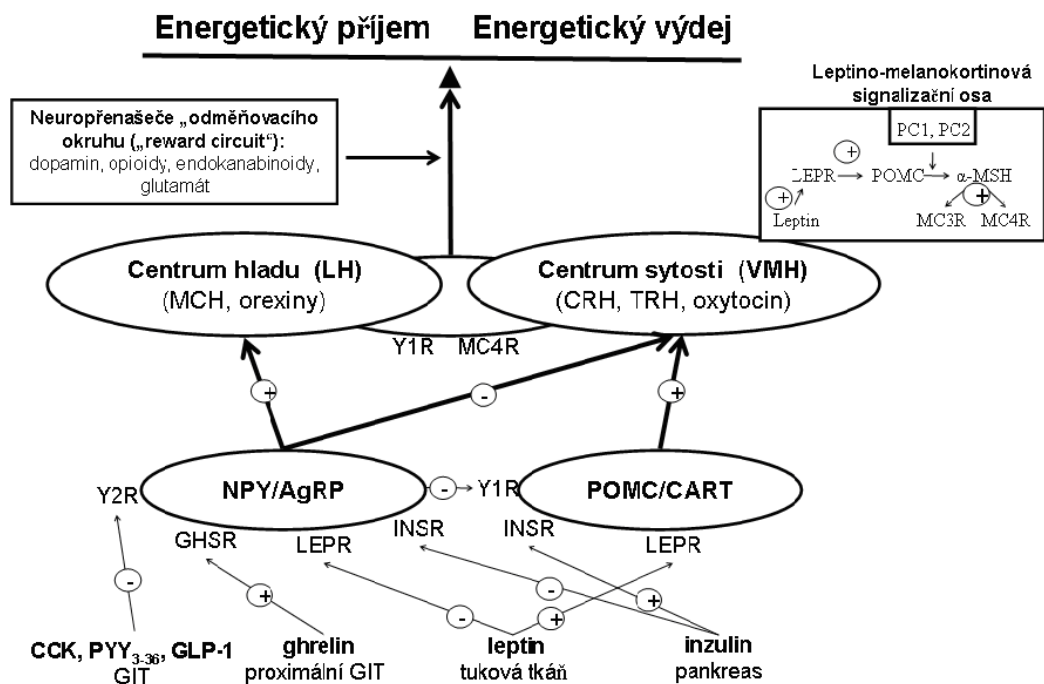 Energetický příjem Energetický výdej
Leptino-melanokortinová
signalizační osa
Neuropřenašeče „odměňovacího
okruhu („reward circuit“):
dopamin, opioidy, endokanabinoidy,
glutamát
PC1, PC2
+
LEPR POMC α-MSH
+ +
Leptin MC3R MC4R
Centrum hladu (LH) Centrum sytosti (VMH)
(MCH, orexiny) (CRH, TRH, oxytocin)
Y1R MC4R
+ - +
NPY/AgRP - Y1R POMC/CART
Y2R
GHSR LEPR INSR INSR LEPR
- + - + - +
CCK, PYY3-36, GLP-1 ghrelin leptin inzulin
GIT proximální GIT tuková tkáň pankreas